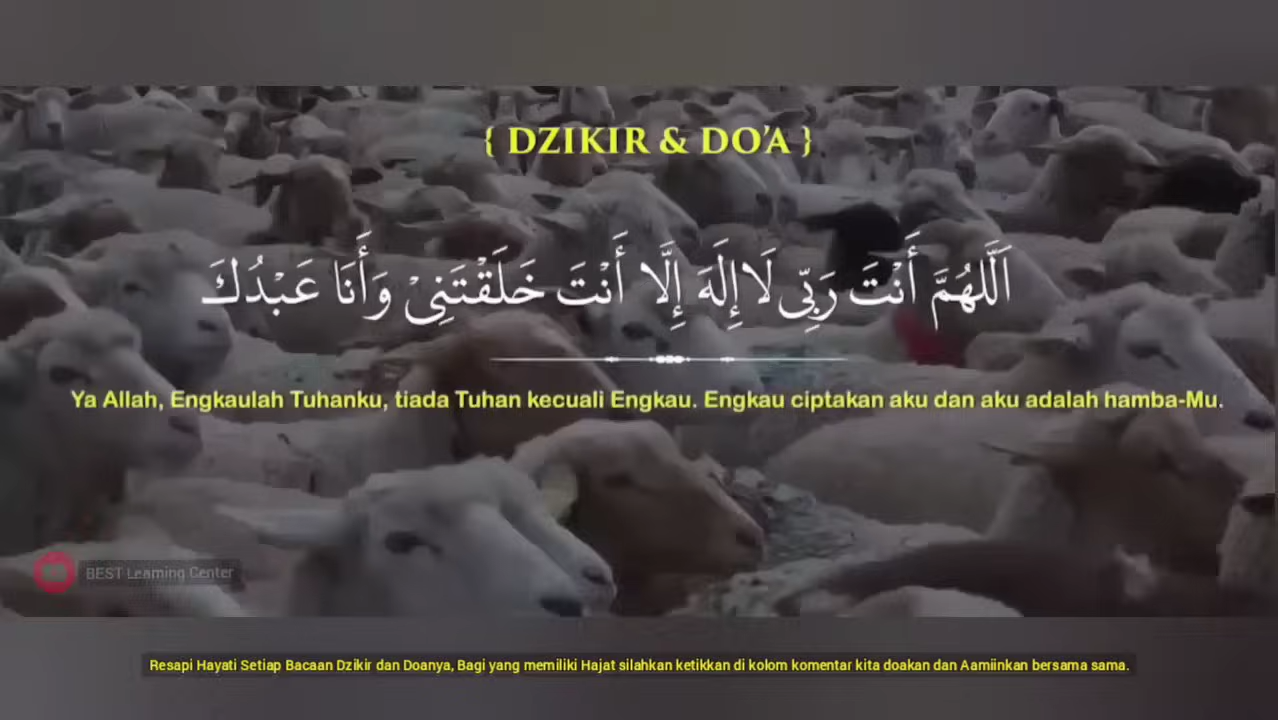 { DZIKIR & DO'A }
اَللَّهُمَّ أَنْتَ رَبِّى لَاإِلَهَ إِلَّا أَنْتَ خَلَقْتَنِىْ وَأَنَا عَبْدُكَ
Ya Allah, Engkaulah Tuhanku, tiada Tuhan kecuali Engkau. Engkau ciptakan aku dan aku adalah hamba-Mu.
BEST Learning Center
Resapi Hayati Setiap Bacaan Dzikir dan Doanya, Bagi yang memiliki Hajat silahkan ketikkan di kolom komentar kita doakan dan Aamiinkan bersama sama.